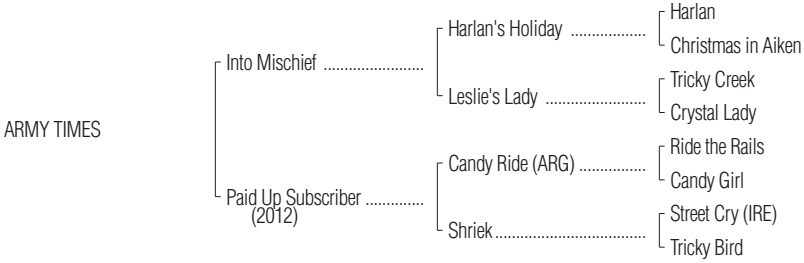 Harlan
Harlan's Holiday ..................
Christmas in Aiken
Into Mischief ........................
Tricky Creek
Leslie's Lady ........................
Crystal Lady
ARMY TIMES
Ride the Rails
Candy Ride (ARG) ................
Candy Girl
Paid Up Subscriber ..............
(2012)
Street Cry (IRE)
Shriek....................................
Tricky Bird